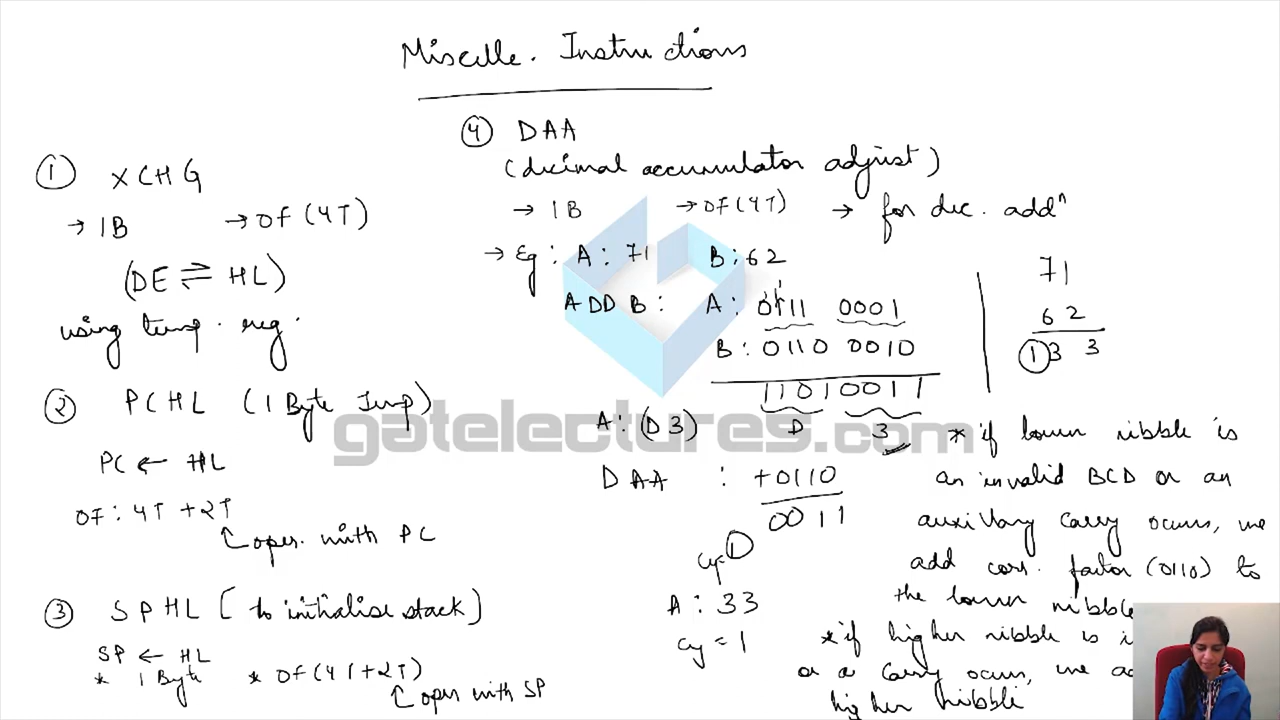 Miscelle. Instructions
① XCHG
→ 1B → OF (4T)
(DE ⇌ HL)
using temp. reg.
② PCHL (1 Byte Jump)
PC ← HL
OF : 4T + 2T
oper. with PC
③ SPHL [to initialise stack]
SP ← HL
* 1 Byte * OF (4T+2T)
oper with SP
④ DAA
(decimal accumulator adjust)
→ 1B → OF (4T) → for dec. addⁿ
→ Eg : A : 71 B : 62
ADD B : A : 0111 0001
B : 0110 0010
11010011
A : (D3) D 3
DAA : +0110
0011
Cy=1
A : 33
Cy = 1
71
62
①3 3
* if lower nibble is
an invalid BCD or an
auxillary carry occurs, we
add corr. factor (0110) to
the lower nibble
* if higher nibble is
or a carry occurs, we
higher nibble
gatelectures.com